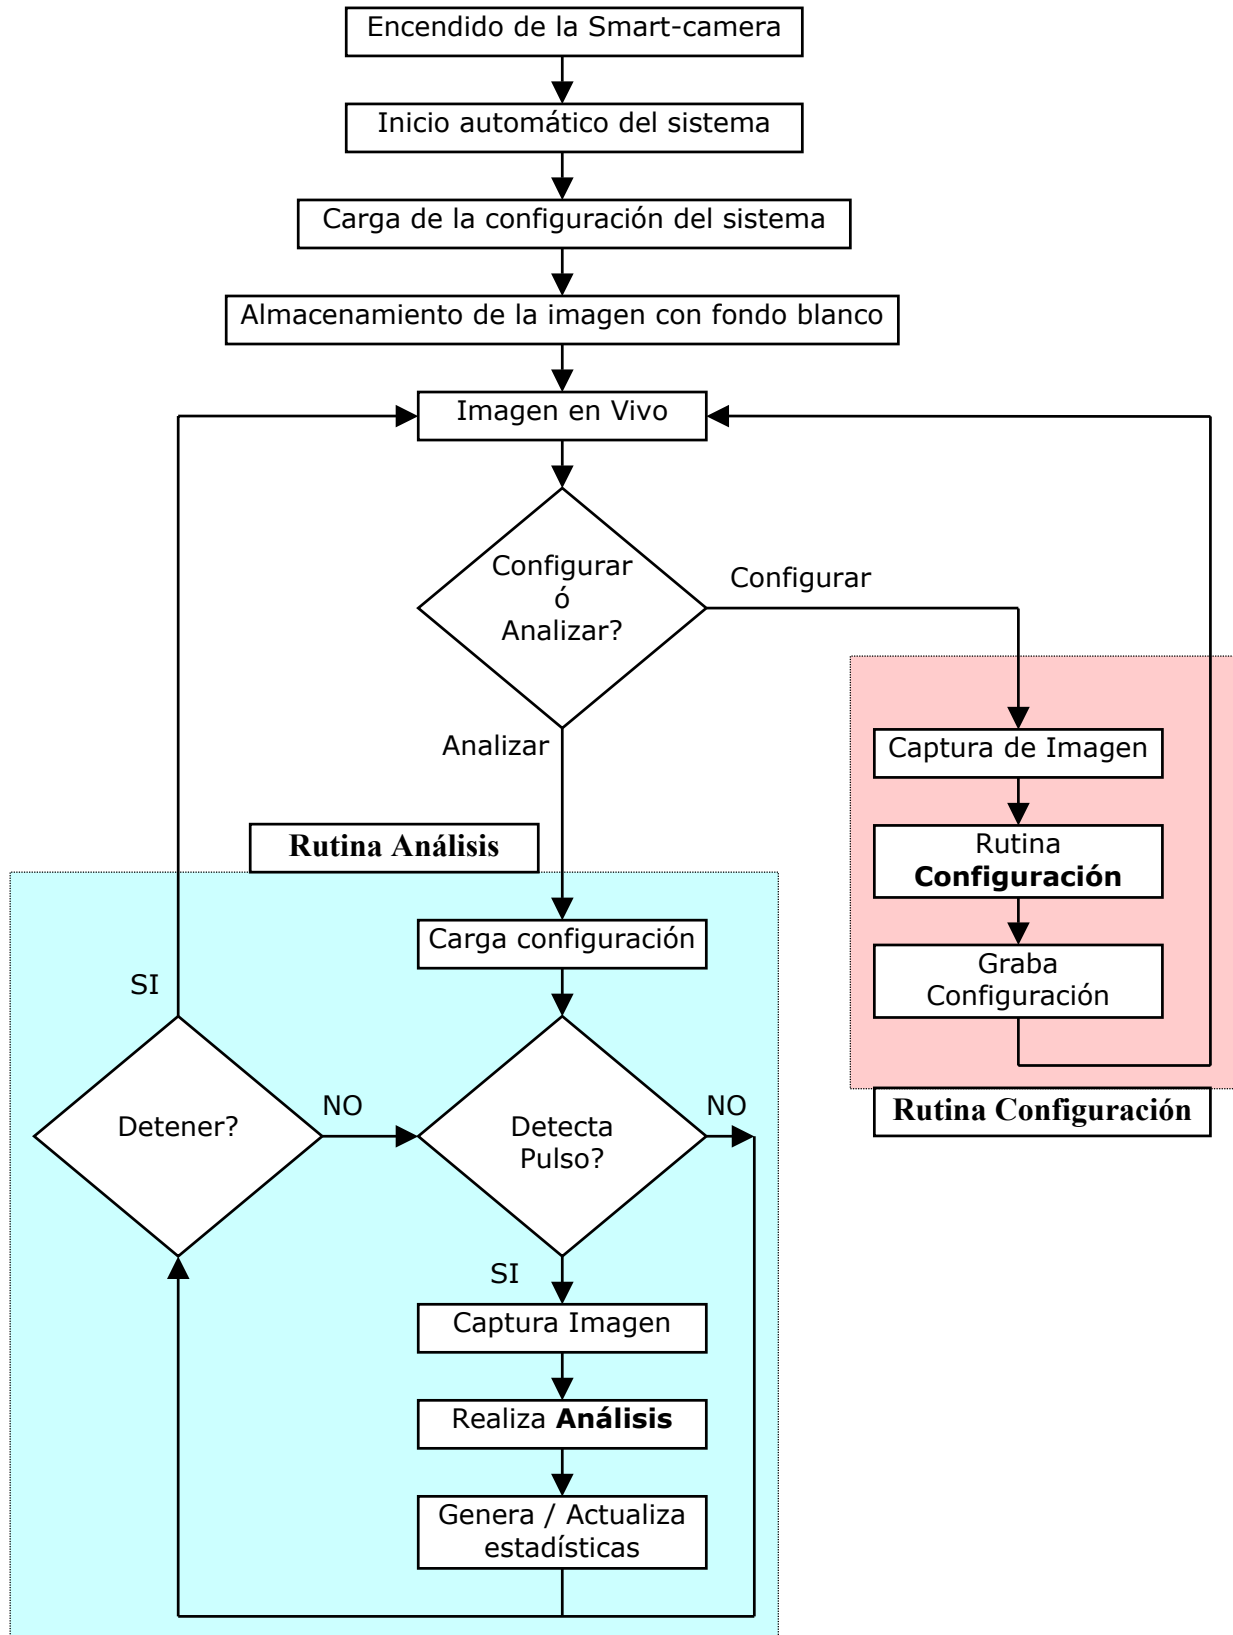 Encendido de la Smart-camera
Inicio automático del sistema
Carga de la configuración del sistema
Almacenamiento de la imagen con fondo blanco
Imagen en Vivo
Configurar
ó
Analizar?
Configurar
Analizar
Captura de Imagen
Rutina
Configuración
Graba
Configuración
Rutina Configuración
Rutina Análisis
Carga configuración
SI
Detener?
NO
Detecta
Pulso?
NO
SI
Captura Imagen
Realiza Análisis
Genera / Actualiza
estadísticas